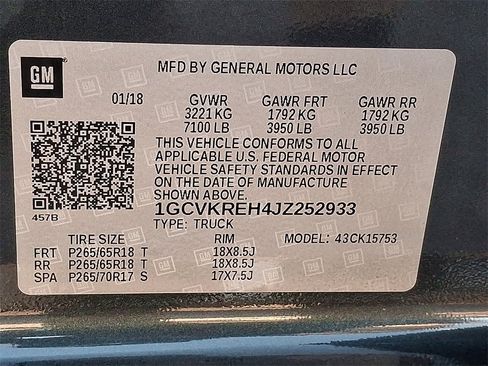 GM
MFD BY GENERAL MOTORS LLC
01/18 GVWR GAWR FRT GAWR RR
3221 KG 1792 KG 1792 KG
7100 LB 3950 LB 3950 LB
THIS VEHICLE CONFORMS TO ALL
APPLICABLE U.S. FEDERAL MOTOR
VEHICLE SAFETY STANDARDS IN EFFECT
ON THE DATE OF MANUFACTURE
SHOWN ABOVE.
457B
1GCVKREH4JZ252933
TYPE: TRUCK
TIRE SIZE RIM MODEL: 43CK15753
FRT P265/65R18 T 18X8.5J
RR P265/65R18 T 18X8.5J
SPA P265/70R17 S 17X7.5J